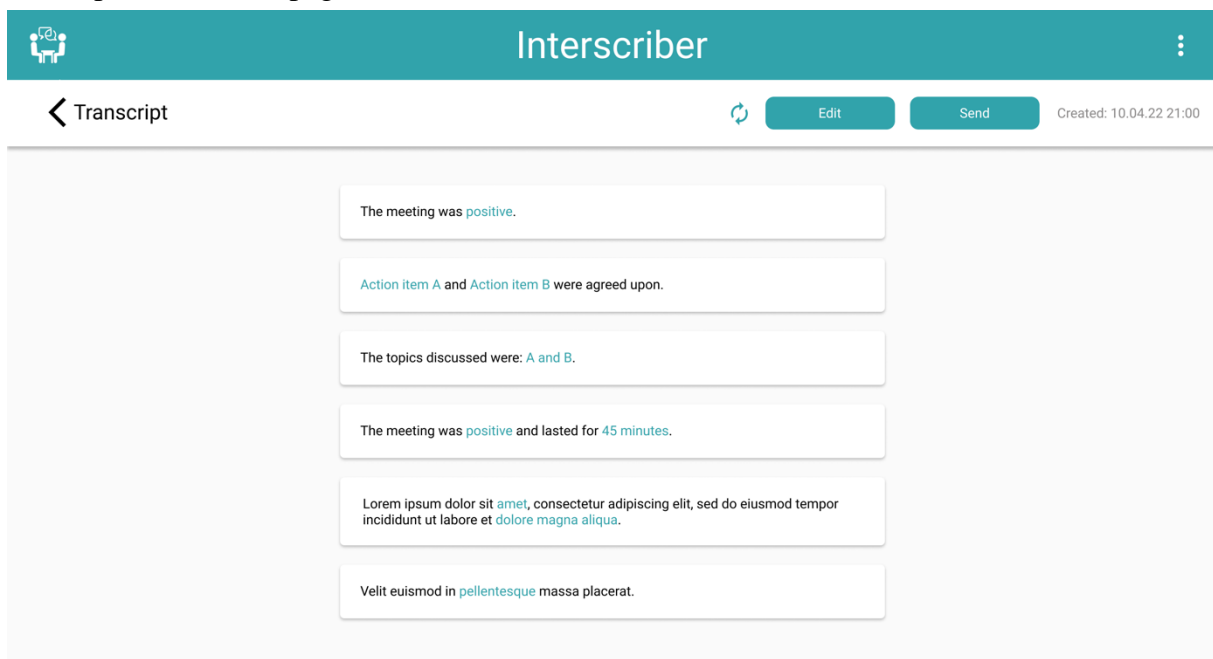 Interscriber
Transcript
Edit
Send
Created: 10.04.22 21:00
The meeting was positive.
Action item A and Action item B were agreed upon.
The topics discussed were: A and B.
The meeting was positive and lasted for 45 minutes.
Lorem ipsum dolor sit amet, consectetur adipiscing elit, sed do eiusmod tempor
incididunt ut labore et dolore magna aliqua.
Velit euismod in pellentesque massa placerat.